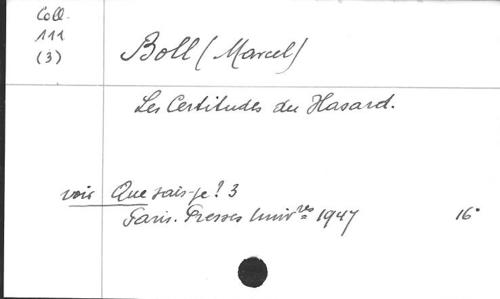 Coll.
111
(3)
Boll (Marcel)
Les Certitudes du Hasard.
voir Que sais-je? 3
Paris. Presses Univ.res 1947 16°